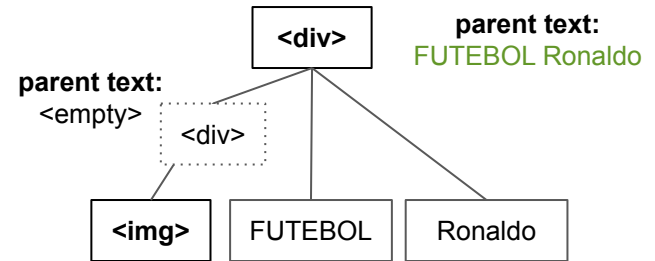 <div>
parent text:
FUTEBOL Ronaldo
parent text:
<empty>
<div>
<img>
FUTEBOL
Ronaldo